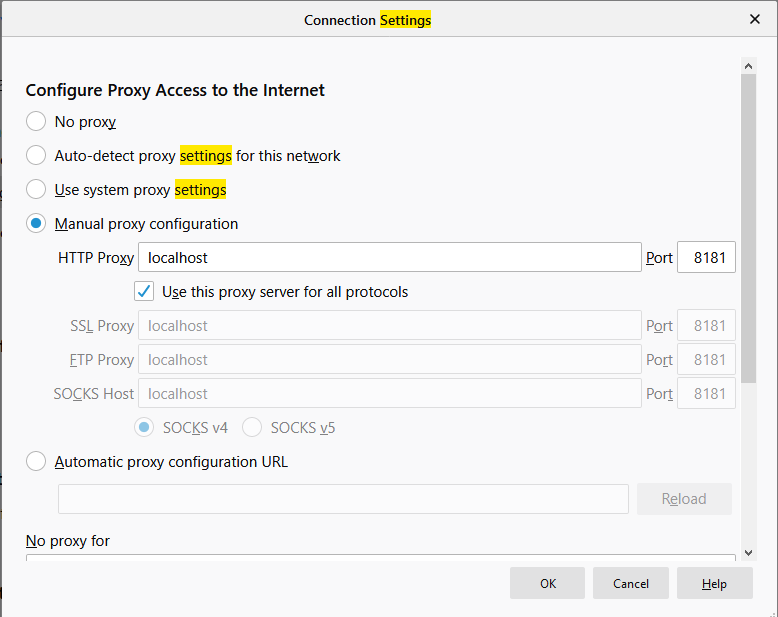 Connection Settings
Configure Proxy Access to the Internet
No proxy
Auto-detect proxy settings for this network
Use system proxy settings
Manual proxy configuration
HTTP Proxy localhost Port 8181
Use this proxy server for all protocols
SSL Proxy localhost Port 8181
FTP Proxy localhost Port 8181
SOCKS Host localhost Port 8181
SOCKS v4 SOCKS v5
Automatic proxy configuration URL
Reload
No proxy for
OK Cancel Help